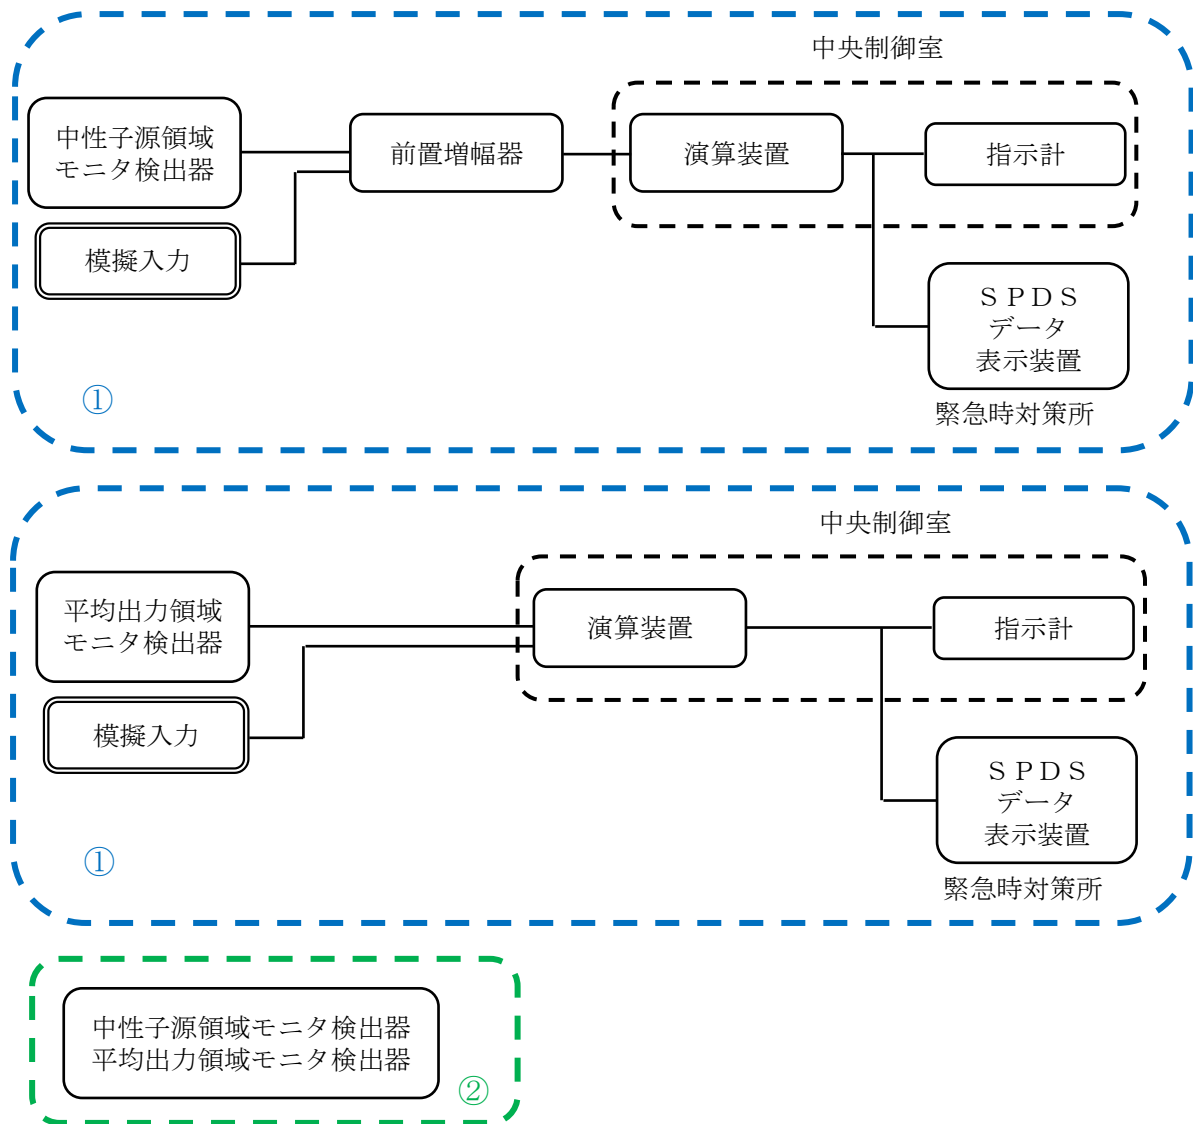 中央制御室
中性子源領域
モニタ検出器
前置増幅器
演算装置
指示計
模擬入力
ＳＰＤＳ
データ
表示装置
緊急時対策所
①
中央制御室
平均出力領域
モニタ検出器
演算装置
指示計
模擬入力
ＳＰＤＳ
データ
表示装置
緊急時対策所
①
中性子源領域モニタ検出器
平均出力領域モニタ検出器
②